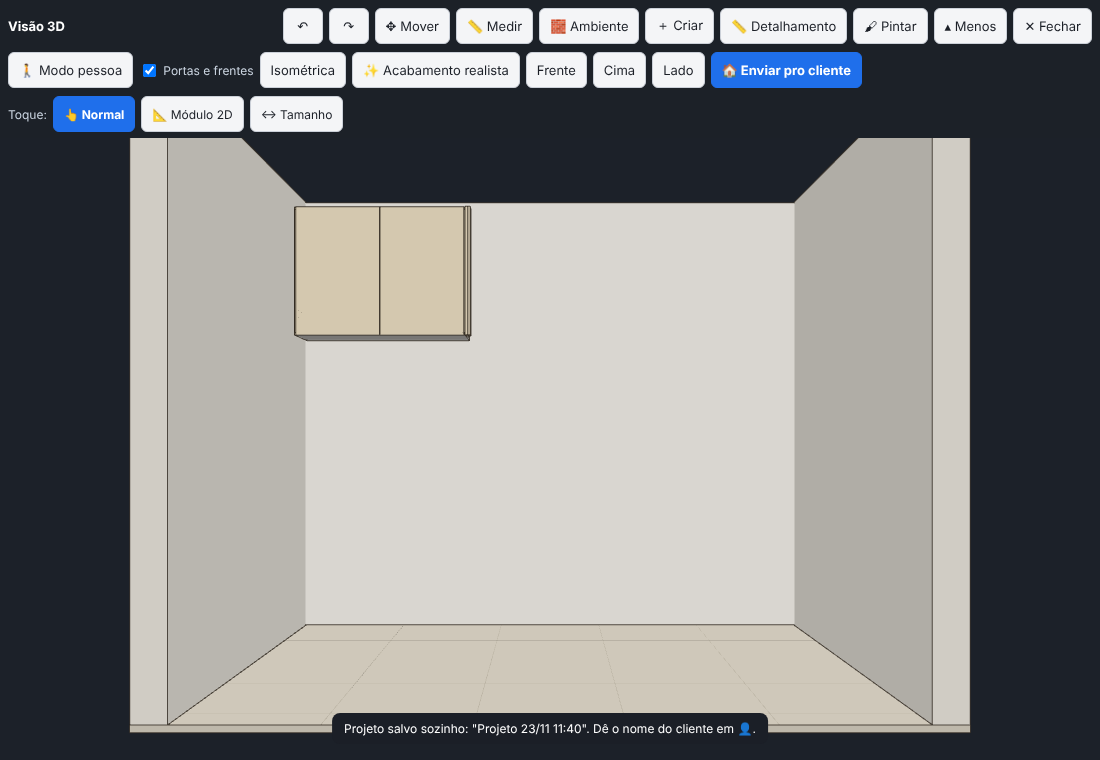 Visão 3D
↶ ↷ ✥ Mover 📏 Medir 🧱 Ambiente + Criar 📏 Detalhamento 🖌 Pintar ▴ Menos ✕ Fechar
🚶 Modo pessoa Portas e frentes Isométrica ✨ Acabamento realista Frente Cima Lado 🏠 Enviar pro cliente
Toque: 👆 Normal 📐 Módulo 2D ↔ Tamanho
Projeto salvo sozinho: "Projeto 23/11 11:40". Dê o nome do cliente em 👤.